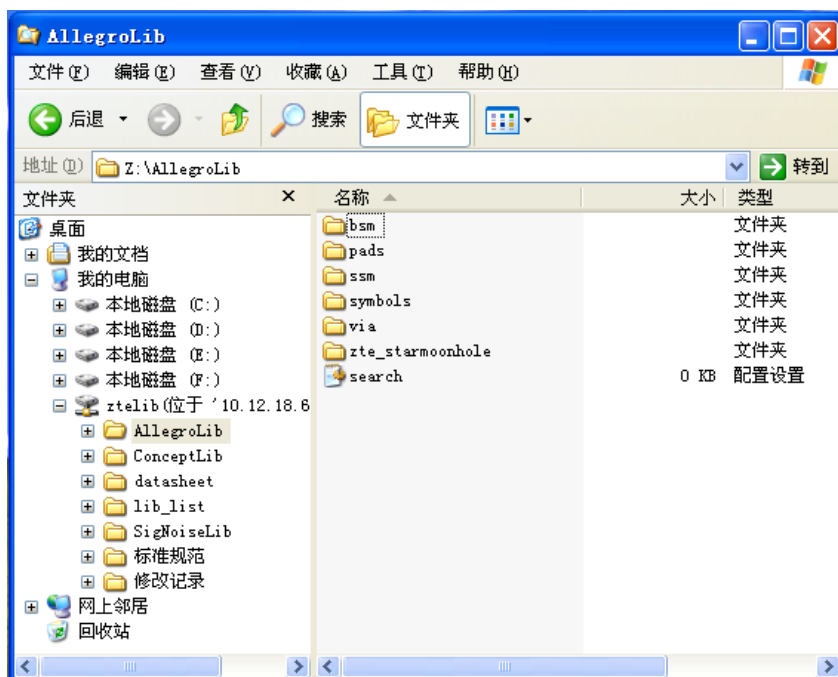 AllegroLib
文件(F) 编辑(E) 查看(V) 收藏(A) 工具(T) 帮助(H)
后退 搜索 文件夹
地址(D) Z:\AllegroLib 转到
文件夹 × 名称 大小 类型
桌面
我的文档
我的电脑
本地磁盘 (C:)
本地磁盘 (D:)
本地磁盘 (E:)
本地磁盘 (F:)
ztelib(位于 '10.12.18.6
AllegroLib
ConceptLib
datasheet
lib_list
SigNoiseLib
标准规范
修改记录
网上邻居
回收站
bsm 文件夹
pads 文件夹
ssm 文件夹
symbols 文件夹
via 文件夹
zte_starmoonhole 文件夹
search 0 KB 配置设置